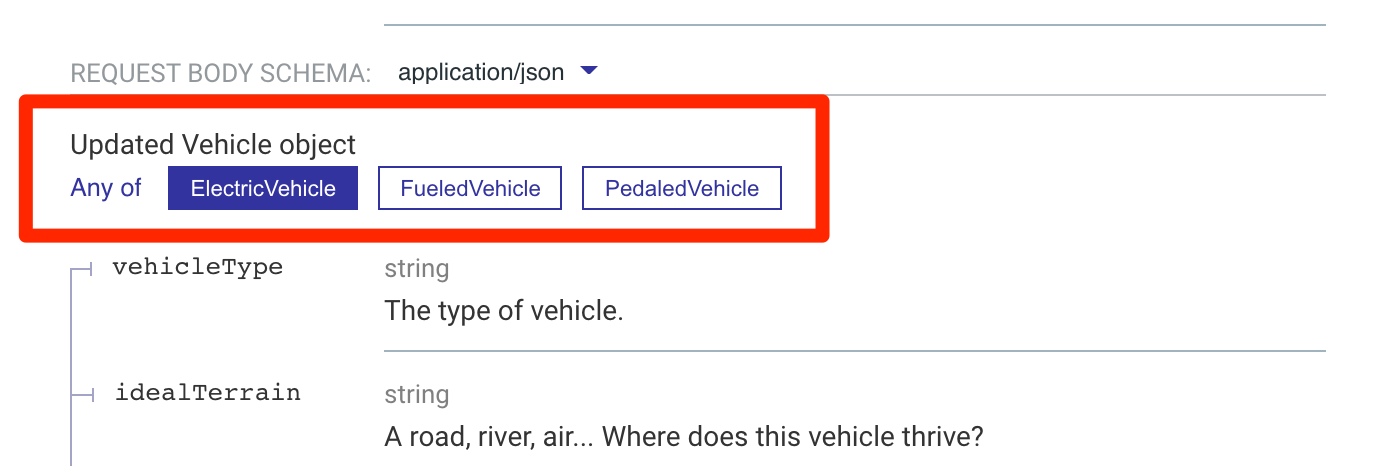 REQUEST BODY SCHEMA: application/json
Updated Vehicle object
Any of ElectricVehicle FueledVehicle PedaledVehicle
vehicleType string
The type of vehicle.
idealTerrain string
A road, river, air... Where does this vehicle thrive?